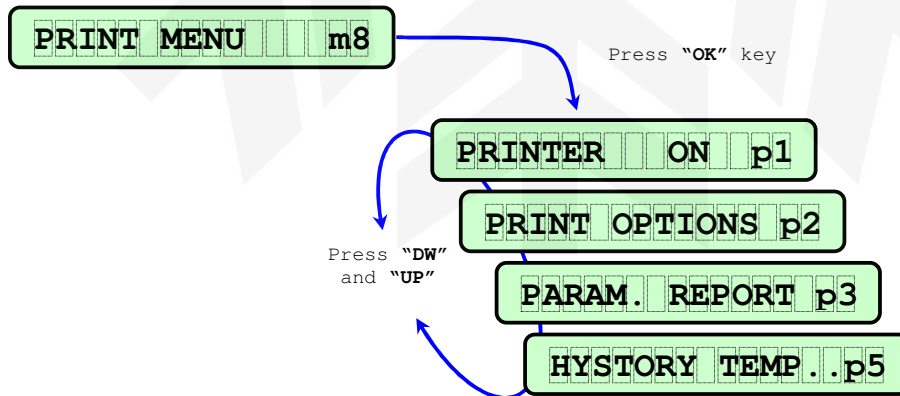 PRINT MENU m8
Press “OK” key
PRINTER ON p1
PRINT OPTIONS p2
Press “DW”
and “UP”
PARAM. REPORT p3
HYSTORY TEMP..p5